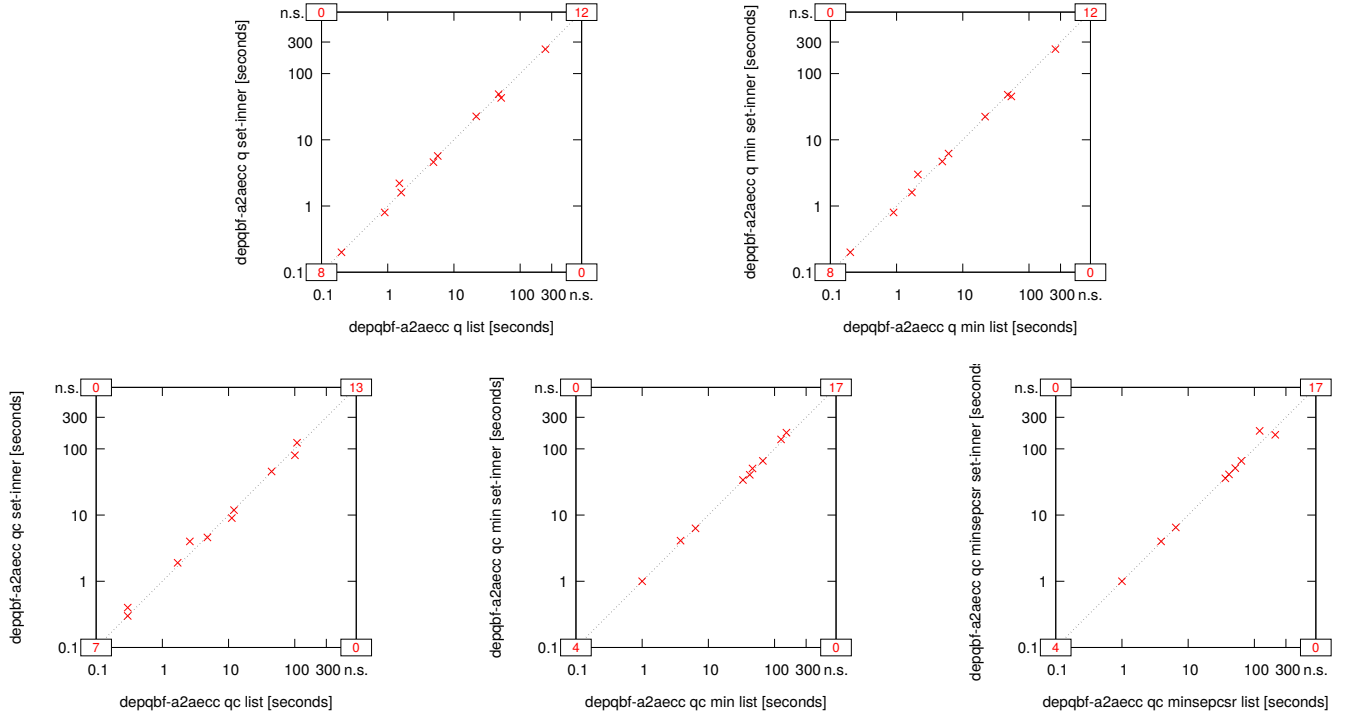 n.s. 0 12
300
100
10
1
0.1 8 0
0.1 1 10 100 300 n.s.
depqbf-a2aecc q set-inner [seconds]
depqbf-a2aecc q list [seconds]
n.s. 0 12
300
100
10
1
0.1 8 0
0.1 1 10 100 300 n.s.
depqbf-a2aecc q min set-inner [seconds]
depqbf-a2aecc q min list [seconds]
n.s. 0 13
300
100
10
1
0.1 7 0
0.1 1 10 100 300 n.s.
depqbf-a2aecc qc set-inner [seconds]
depqbf-a2aecc qc list [seconds]
n.s. 0 17
300
100
10
1
0.1 4 0
0.1 1 10 100 300 n.s.
depqbf-a2aecc qc min set-inner [seconds]
depqbf-a2aecc qc min list [seconds]
n.s. 0 17
300
100
10
1
0.1 4 0
0.1 1 10 100 300 n.s.
depqbf-a2aecc qc minsepcsr set-inner [second
depqbf-a2aecc qc minsepcsr list [seconds]